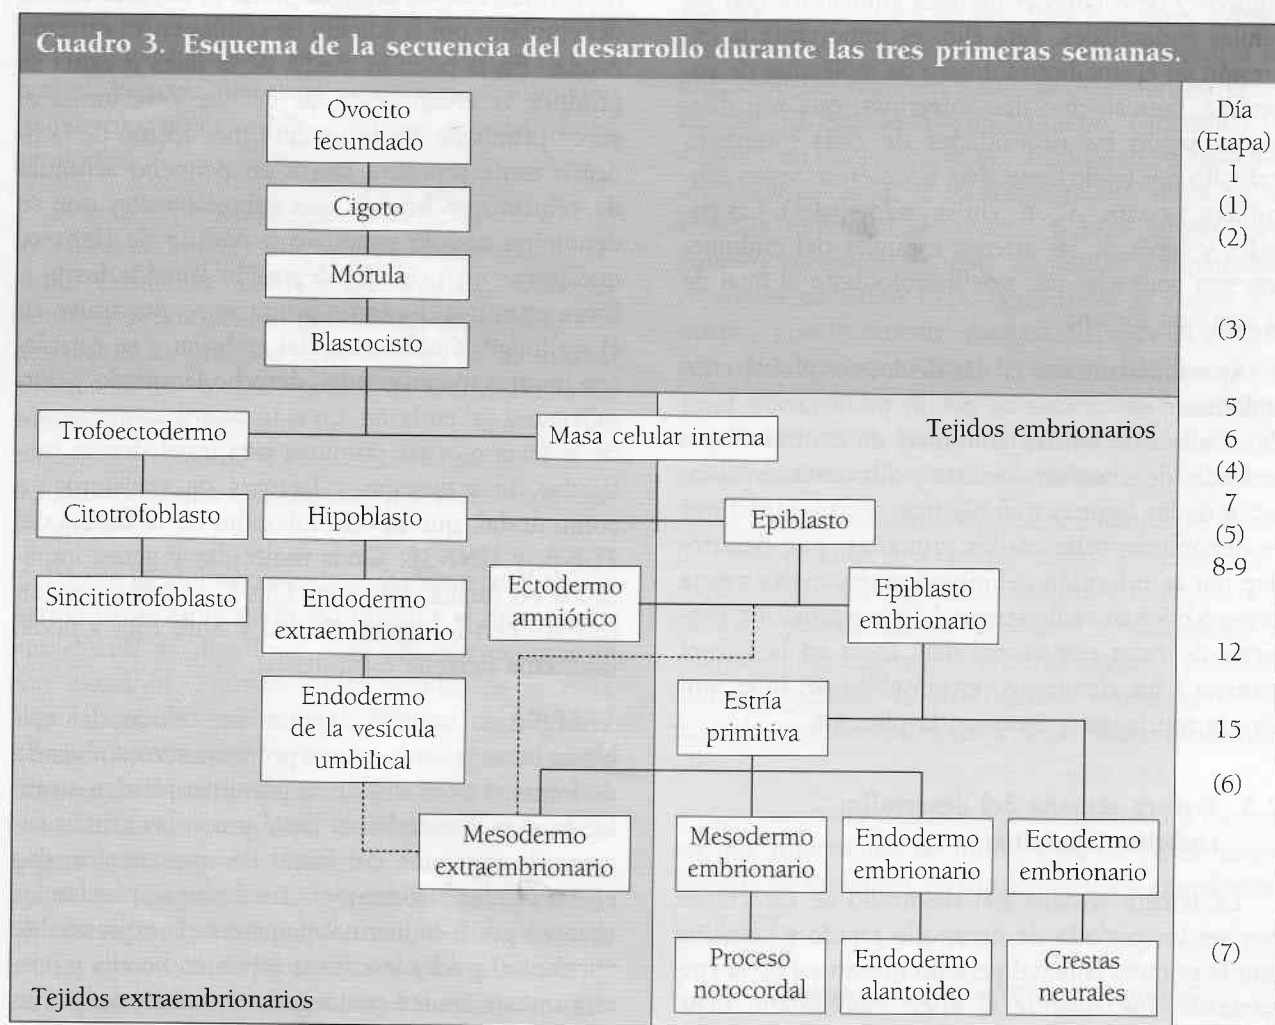 Cuadro 3. Esquema de la secuencia del desarrollo durante las tres primeras semanas.
Ovocito
fecundado
Cigoto
Mórula
Blastocisto
Día
(Etapa)
1
(1)
(2)
(3)
Trofoectodermo
Masa celular interna
Tejidos embrionarios
5
6
(4)
Citotrofoblasto
Hipoblasto
Epiblasto
7
(5)
Sincitiotrofoblasto
Endodermo
extraembrionario
Ectodermo
amniótico
Epiblasto
embrionario
8-9
Endodermo
de la vesícula
umbilical
Estría
primitiva
12
15
(6)
Mesodermo
extraembrionario
Mesodermo
embrionario
Endodermo
embrionario
Ectodermo
embrionario
Proceso
notocordal
Endodermo
alantoideo
Crestas
neurales
(7)
Tejidos extraembrionarios